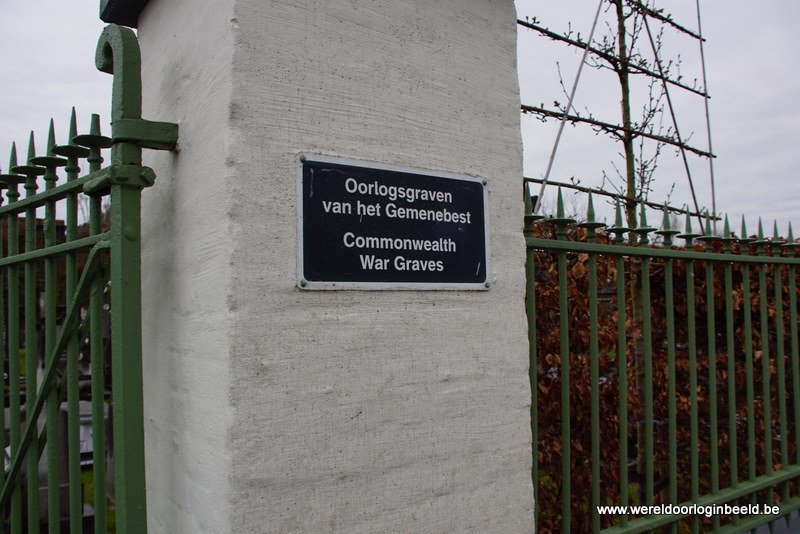 Oorlogsgraven
van het Gemenebest
Commonwealth
War Graves
www.wereldoorloginbeeld.be